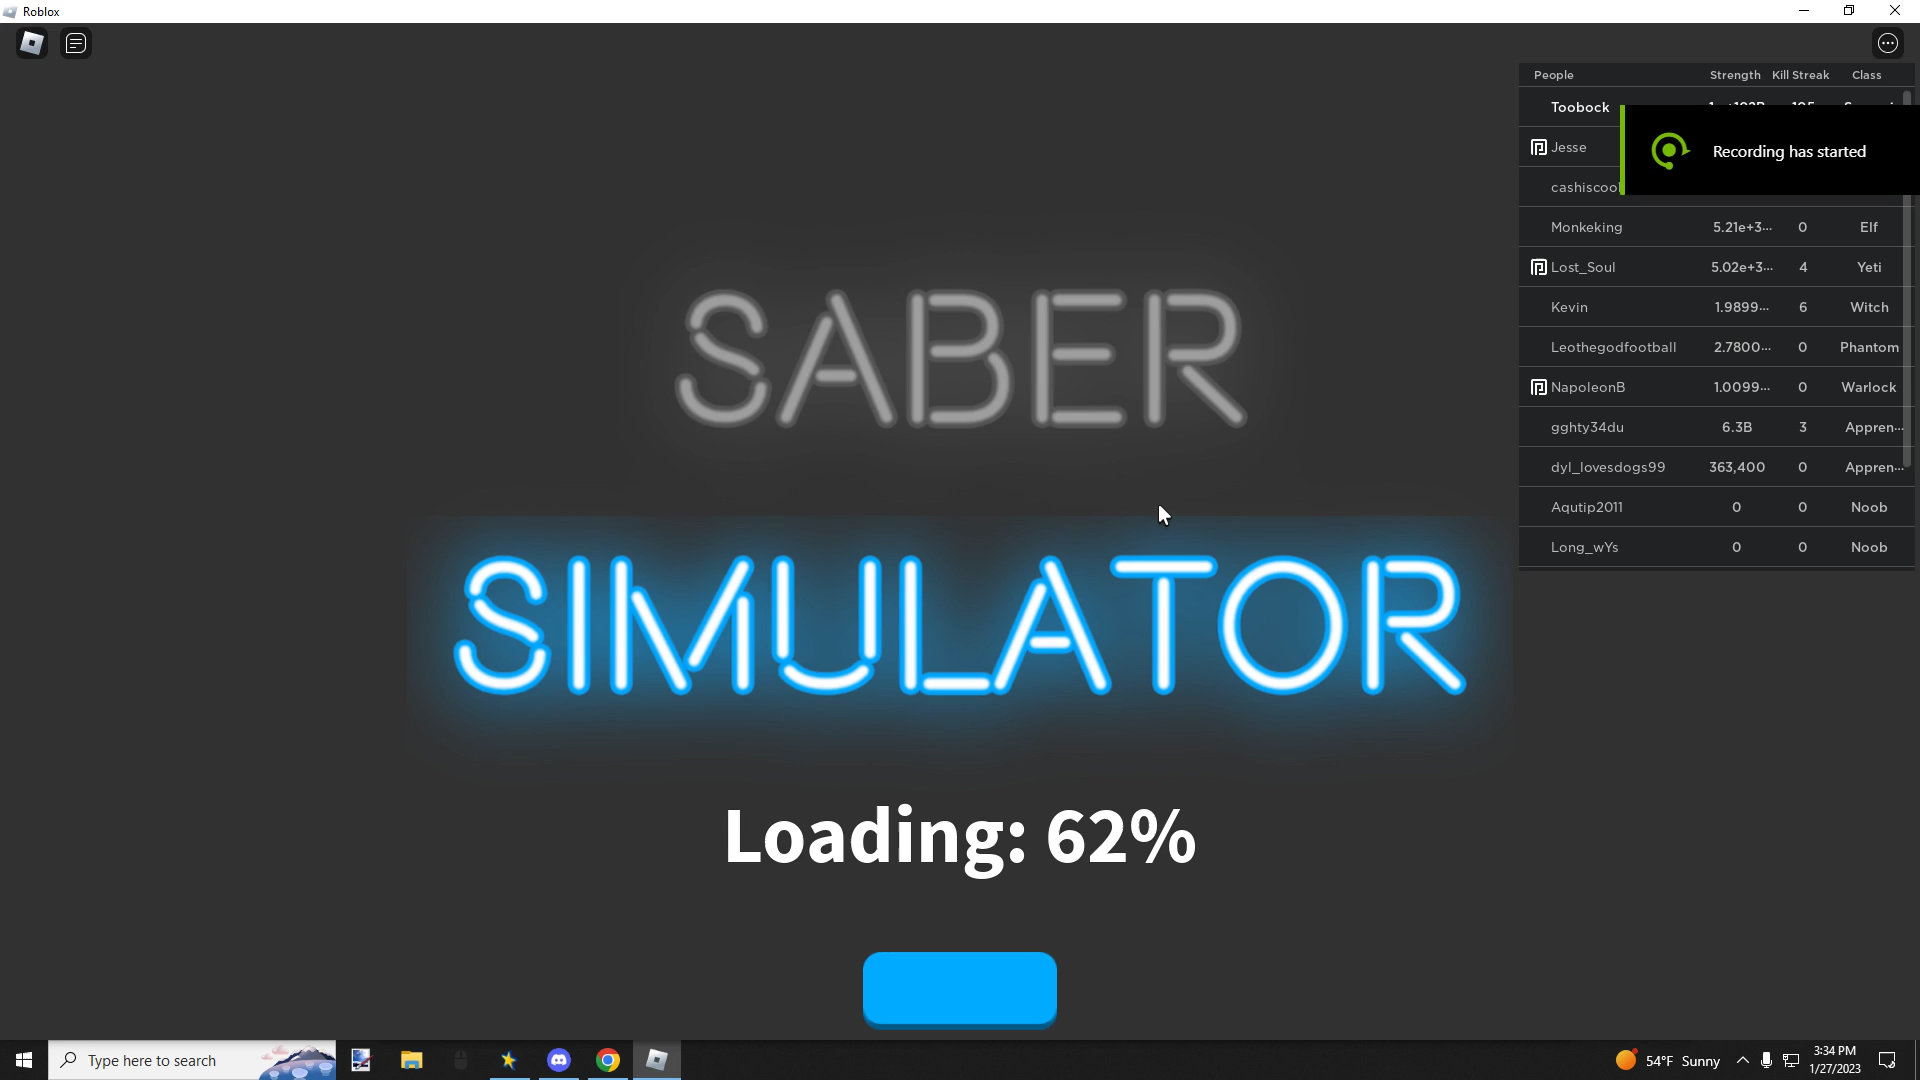 Roblox
People Strength Kill Streak Class
Toobock
Recording has started
Jesse
Monkeking 5.21e+3... 0 Elf
Lost_Soul 5.02e+3... 4 Yeti
Kevin 1.9899... 6 Witch
Leothegodfootball 2.7800... 0 Phantom
NapoleonB 1.0099... 0 Warlock
gghty34du 6.3B 3 Appren...
dyl_lovesdogs99 363,400 0 Appren...
Aqutip2011 0 0 Noob
Long_wYs 0 0 Noob
SABER
SIMULATOR
Loading: 62%
Type here to search
54°F Sunny
3:34 PM
1/27/2023